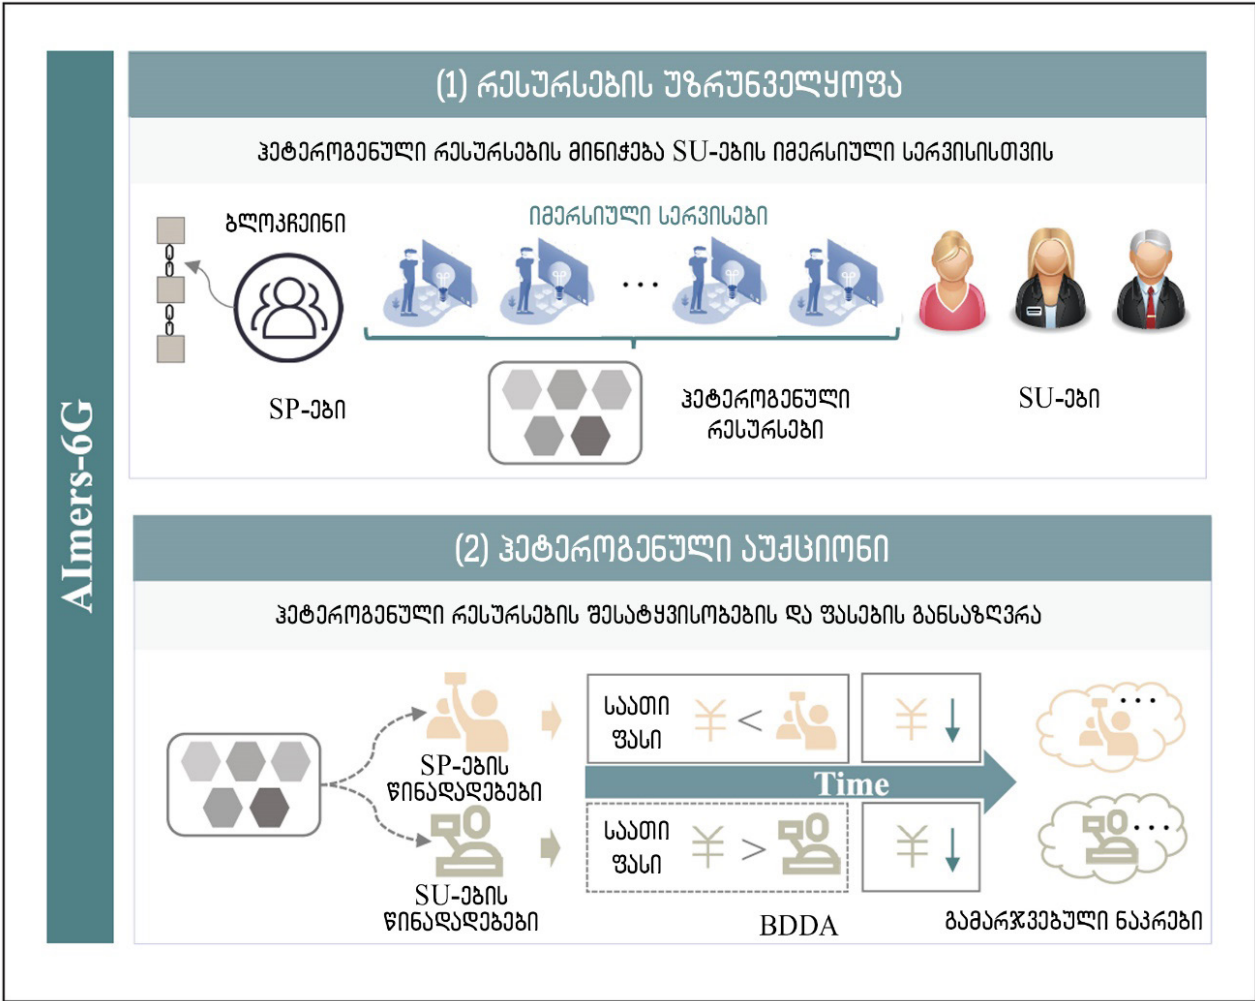 AImers-6G
(1) რესურსების უზრუნველყოფა
ჰეტეროგენული რესურსების მინიჭება SU-ების იმერსიული სერვისისთვის
ბლოკჩეინი
იმერსიული სერვისები
...
SP-ები
ჰეტეროგენული
რესურსები
SU-ები
(2) ჰეტეროგენული აუქციონი
ჰეტეროგენული რესურსების შესატყვისობების და ფასების განსაზღვრა
საათი
ფასი
¥ <
¥
...
SP-ების
წინადადებები
Time
საათი
ფასი
¥ >
¥
...
SU-ების
წინადადებები
BDDA
გამარჯვებული ნაკრები